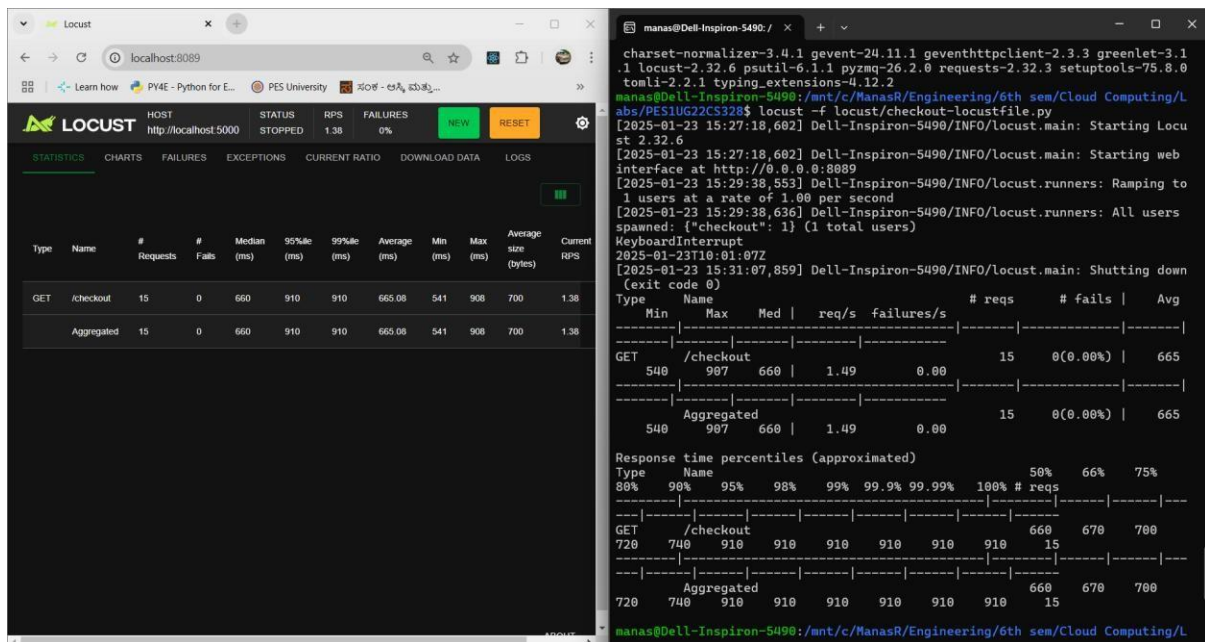 Locust
localhost:8089
Learn how
PY4E - Python for E...
PES University
ಸಂಕ - ಆಸ್ತಿ ಮತ್ತು...
»
LOCUST
HOST
http://localhost:5000
STATUS
STOPPED
RPS
1.38
FAILURES
0%
NEW
RESET
STATISTICS CHARTS FAILURES EXCEPTIONS CURRENT RATIO DOWNLOAD DATA LOGS
Type Name # Requests # Fails Median (ms) 95%ile (ms) 99%ile (ms) Average (ms) Min (ms) Max (ms) Average size (bytes) Current RPS
GET /checkout 15 0 660 910 910 665.08 541 908 700 1.38
Aggregated 15 0 660 910 910 665.08 541 908 700 1.38
ABOUT
manas@Dell-Inspiron-5490: /
charset-normalizer-3.4.1 gevent-24.11.1 geventhttpclient-2.3.3 greenlet-3.1
.1 locust-2.32.6 psutil-6.1.1 pyzmq-26.2.0 requests-2.32.3 setuptools-75.8.0
tomli-2.2.1 typing_extensions-4.12.2
manas@Dell-Inspiron-5490:/mnt/c/ManasR/Engineering/6th sem/Cloud Computing/L
abs/PES1UG22CS328$ locust -f locust/checkout-locustfile.py
[2025-01-23 15:27:18,602] Dell-Inspiron-5490/INFO/locust.main: Starting Locu
st 2.32.6
[2025-01-23 15:27:18,602] Dell-Inspiron-5490/INFO/locust.main: Starting web
interface at http://0.0.0.0:8089
[2025-01-23 15:29:38,553] Dell-Inspiron-5490/INFO/locust.runners: Ramping to
1 users at a rate of 1.00 per second
[2025-01-23 15:29:38,636] Dell-Inspiron-5490/INFO/locust.runners: All users
spawned: {"checkout": 1} (1 total users)
KeyboardInterrupt
2025-01-23T10:01:07Z
[2025-01-23 15:31:07,859] Dell-Inspiron-5490/INFO/locust.main: Shutting down
(exit code 0)
Type Name # reqs # fails | Avg
Min Max Med | req/s failures/s
--------|----------------------------------------|-------|-------------|-------|
-------|-------|-------|--------|-----------
GET /checkout 15 0(0.00%) | 665
540 907 660 | 1.49 0.00
--------|----------------------------------------|-------|-------------|-------|
-------|-------|-------|--------|-----------
Aggregated 15 0(0.00%) | 665
540 907 660 | 1.49 0.00
Response time percentiles (approximated)
Type Name 50% 66% 75%
80% 90% 95% 98% 99% 99.9% 99.99% 100% # reqs
--------|----------------------------------------|--------|------|------|---
---|------|------|------|------|------|------|------|------
GET /checkout 660 670 700
720 740 910 910 910 910 910 910 15
--------|----------------------------------------|--------|------|------|---
---|------|------|------|------|------|------|------|------
Aggregated 660 670 700
720 740 910 910 910 910 910 910 15
manas@Dell-Inspiron-5490:/mnt/c/ManasR/Engineering/6th sem/Cloud Computing/L